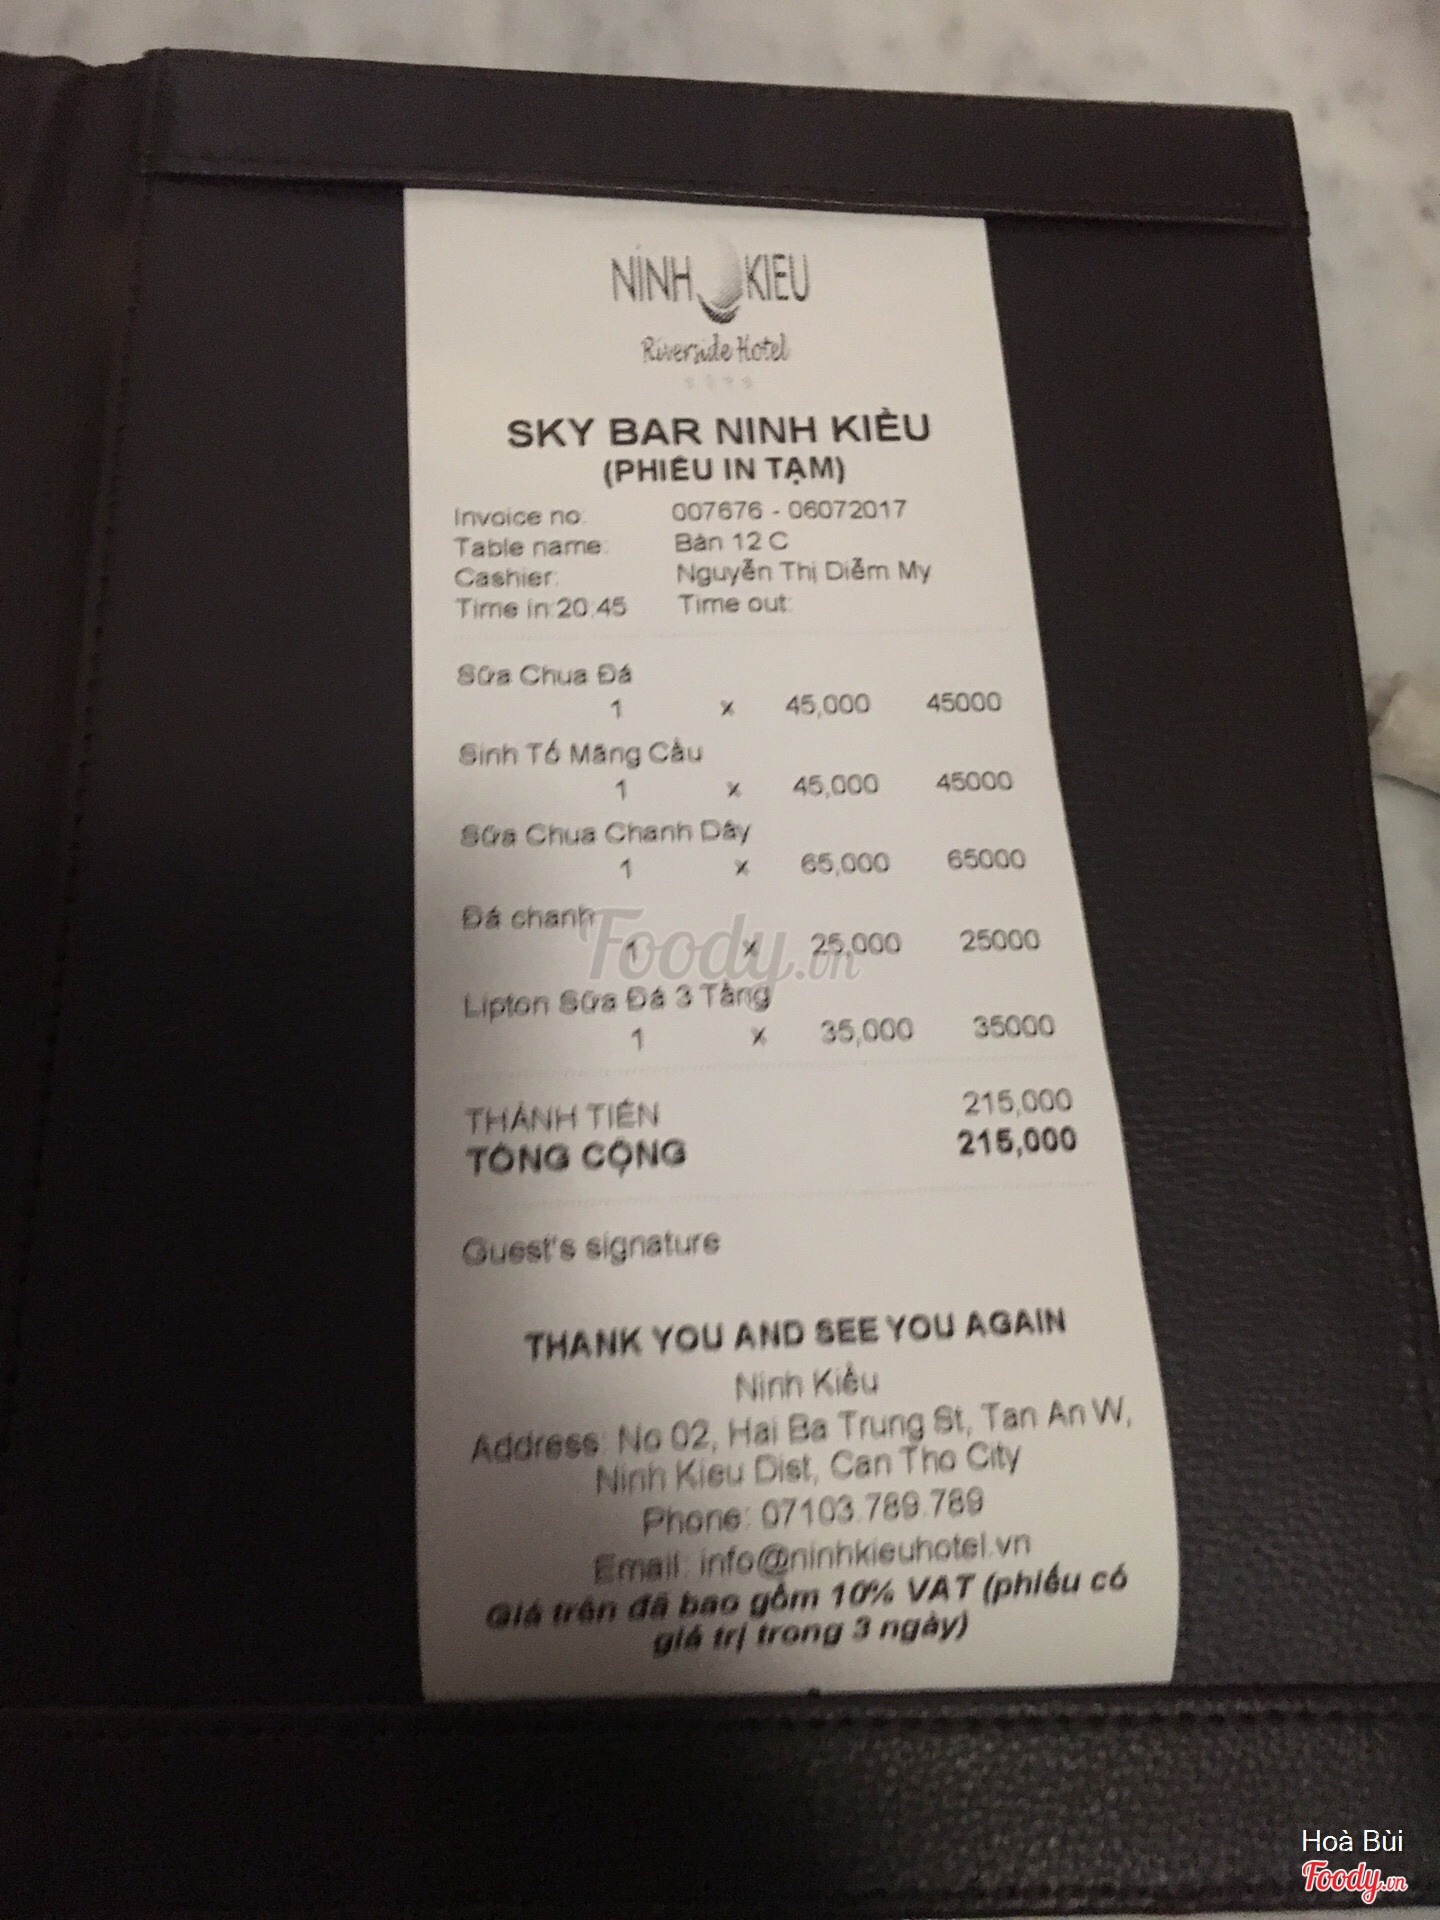 NINH KIEU
Riverside Hotel
SKY BAR NINH KIỀU
(PHIẾU IN TẠM)
Invoice no: 007676 - 06072017
Table name: Bàn 12 C
Cashier: Nguyễn Thị Diễm My
Time in:20:45 Time out:
Sữa Chua Đá
1 x 45,000 45000
Sinh Tố Mãng Cầu
1 x 45,000 45000
Sữa Chua Chanh Dây
1 x 65,000 65000
Đá chanh
1 x 25,000 25000
Lipton Sữa Đá 3 Tầng
1 x 35,000 35000
THÀNH TIỀN 215,000
TỔNG CỘNG 215,000
Guest's signature
THANK YOU AND SEE YOU AGAIN
Ninh Kiều
Address: No 02, Hai Ba Trung St, Tan An W,
Ninh Kieu Dist, Can Tho City
Phone: 07103.789.789
Email: info@ninhkieuhotel.vn
Giá trên đã bao gồm 10% VAT (phiếu có
giá trị trong 3 ngày)
Foody.vn
Hoà Bùi
Foody.vn